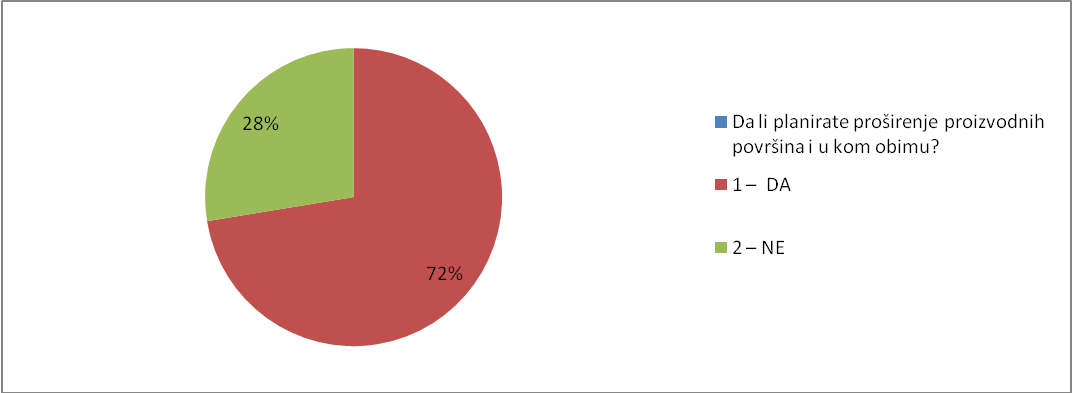 28%
72%
Da li planirate proširenje proizvodnih
površina i u kom obimu?
1 – DA
2 – NE